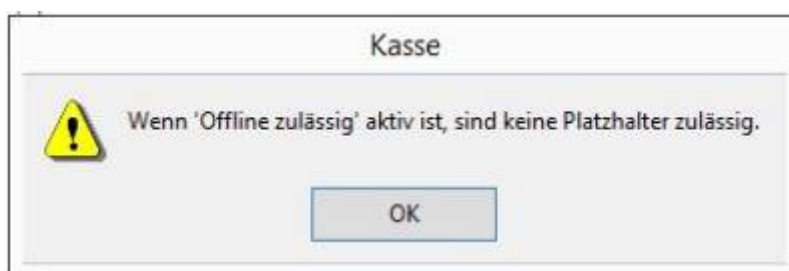 Kasse
Wenn 'Offline zulässig' aktiv ist, sind keine Platzhalter zulässig.
OK